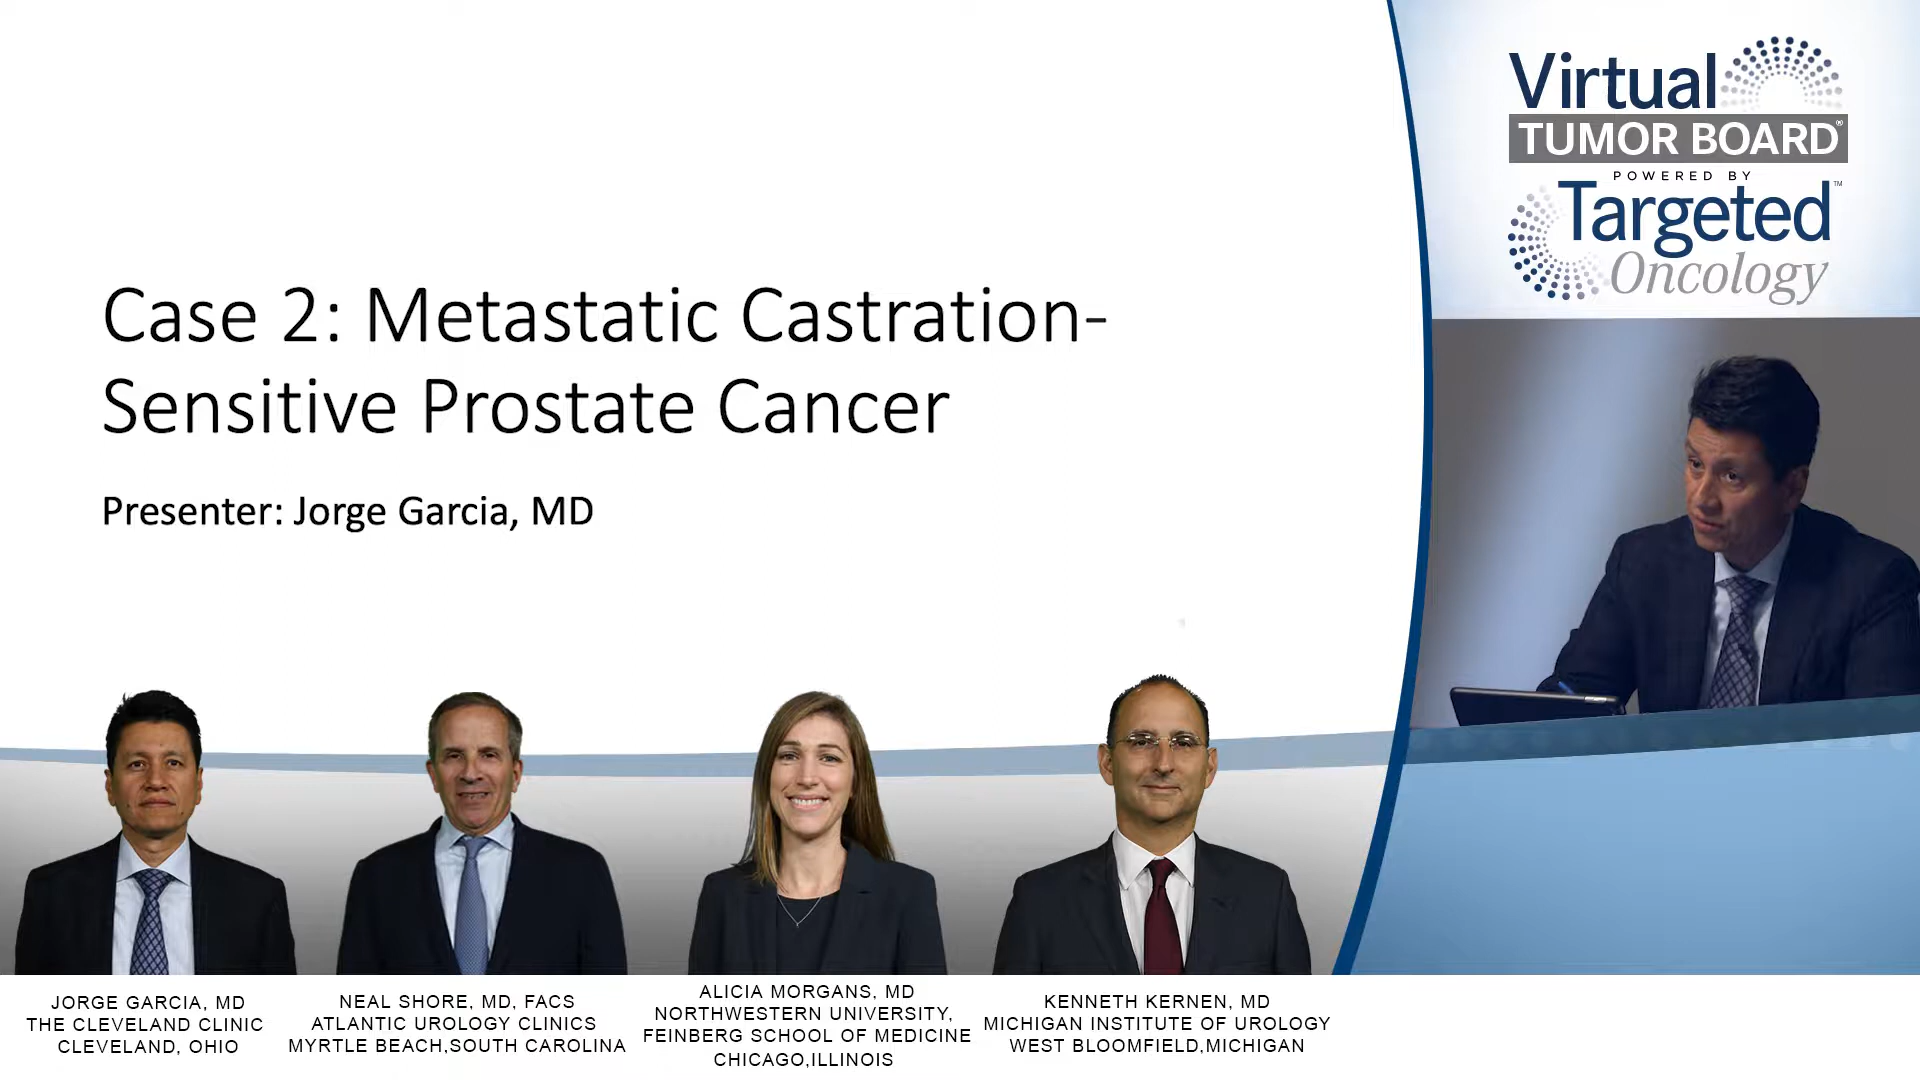 Case 2: Metastatic Castration-
Sensitive Prostate Cancer
Presenter: Jorge Garcia, MD
Virtual
TUMOR BOARD®
POWERED BY
Targeted™
Oncology
JORGE GARCIA, MD
THE CLEVELAND CLINIC
CLEVELAND, OHIO
NEAL SHORE, MD, FACS
ATLANTIC UROLOGY CLINICS
MYRTLE BEACH,SOUTH CAROLINA
ALICIA MORGANS, MD
NORTHWESTERN UNIVERSITY,
FEINBERG SCHOOL OF MEDICINE
CHICAGO,ILLINOIS
KENNETH KERNEN, MD
MICHIGAN INSTITUTE OF UROLOGY
WEST BLOOMFIELD,MICHIGAN